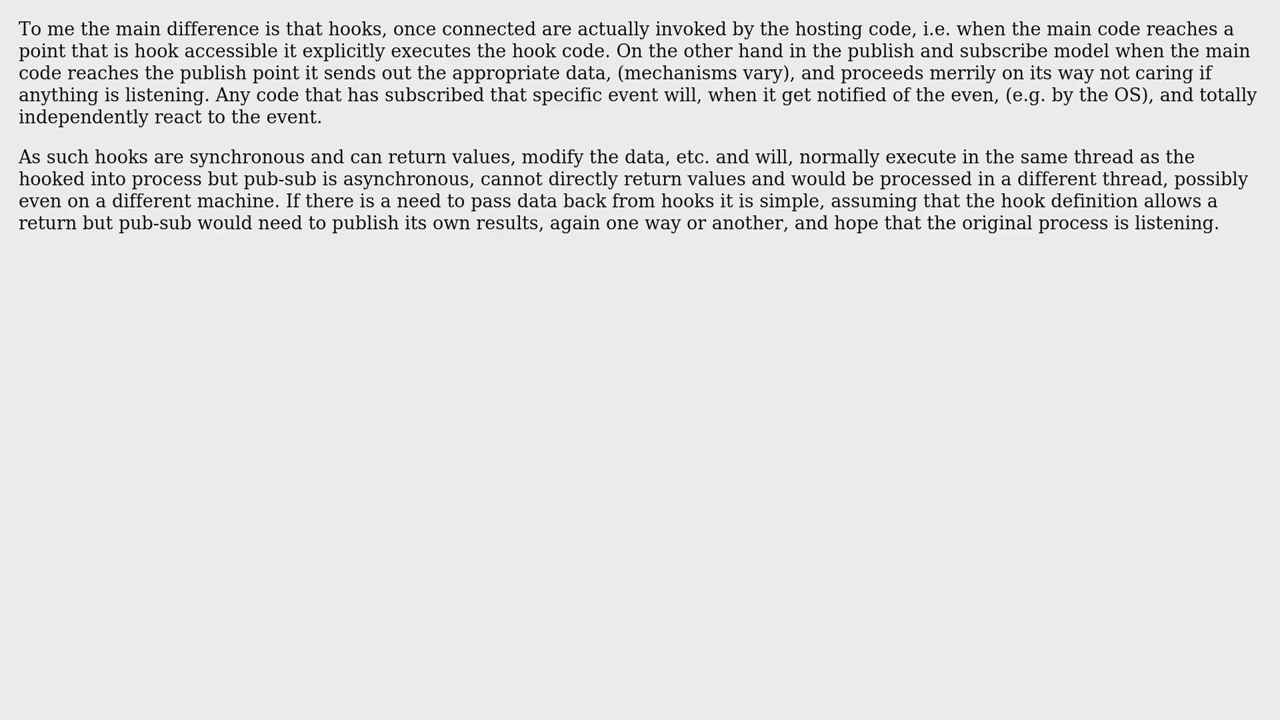 To me the main difference is that hooks, once connected are actually invoked by the hosting code, i.e. when the main code reaches a
point that is hook accessible it explicitly executes the hook code. On the other hand in the publish and subscribe model when the main
code reaches the publish point it sends out the appropriate data, (mechanisms vary), and proceeds merrily on its way not caring if
anything is listening. Any code that has subscribed that specific event will, when it get notified of the even, (e.g. by the OS), and totally
independently react to the event.
As such hooks are synchronous and can return values, modify the data, etc. and will, normally execute in the same thread as the
hooked into process but pub-sub is asynchronous, cannot directly return values and would be processed in a different thread, possibly
even on a different machine. If there is a need to pass data back from hooks it is simple, assuming that the hook definition allows a
return but pub-sub would need to publish its own results, again one way or another, and hope that the original process is listening.